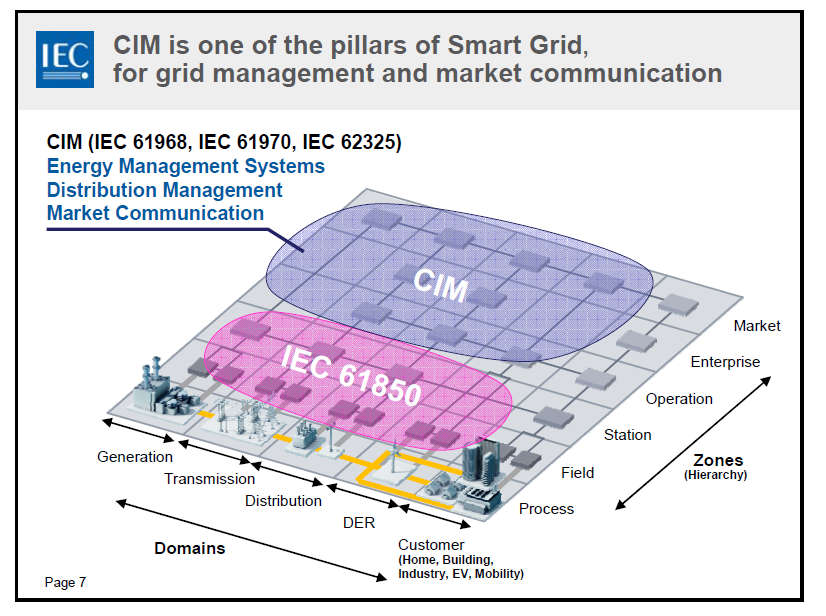 IEC
CIM is one of the pillars of Smart Grid,
for grid management and market communication
CIM (IEC 61968, IEC 61970, IEC 62325)
Energy Management Systems
Distribution Management
Market Communication
CIM
IEC 61850
Market
Enterprise
Operation
Station
Field
Process
Zones
(Hierarchy)
Generation
Transmission
Distribution
DER
Customer
(Home, Building,
Industry, EV, Mobility)
Domains
Page 7